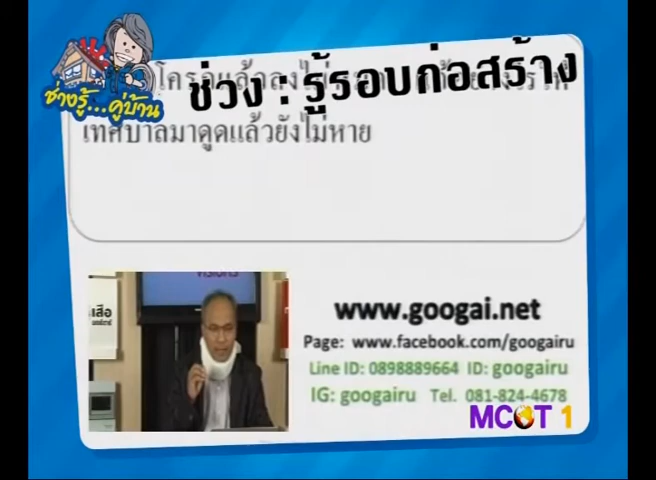 ช่างรู้...คู่บ้าน
ช่วง : รู้รอบก่อสร้าง
เทศบาลมาดูดแล้วยังไม่หาย
www.googai.net
Page: www.facebook.com/googairu
Line ID: 0898889664 ID: googairu
IG: googairu Tel. 081-824-4678
MCOT 1